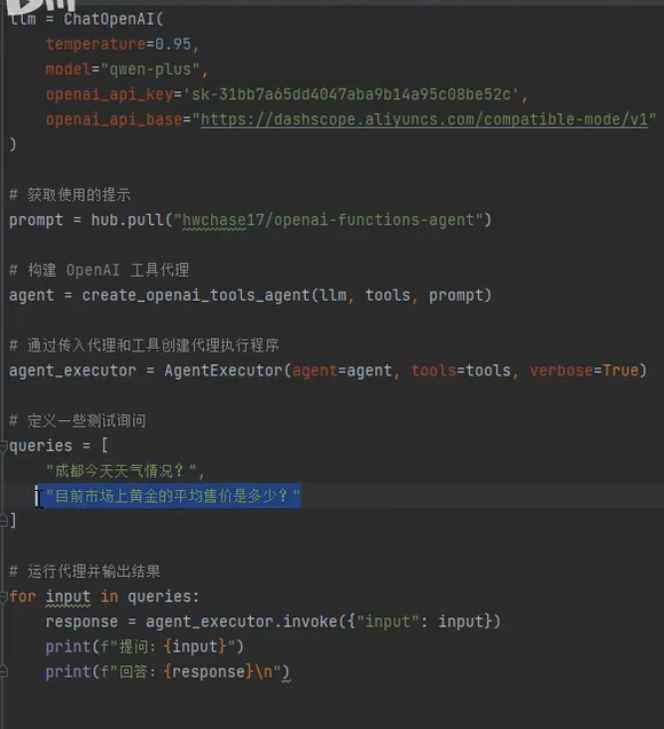 llm = ChatOpenAI(
    temperature=0.95,
    model="qwen-plus",
    openai_api_key='sk-31bb7a65dd4047aba9b14a95c08be52c',
    openai_api_base="https://dashscope.aliyuncs.com/compatible-mode/v1"
)
# 获取使用的提示
prompt = hub.pull("hwchase17/openai-functions-agent")
# 构建 OpenAI 工具代理
agent = create_openai_tools_agent(llm, tools, prompt)
# 通过传入代理和工具创建代理执行程序
agent_executor = AgentExecutor(agent=agent, tools=tools, verbose=True)
# 定义一些测试询问
queries = [
    "成都今天天气情况？",
    "目前市场上黄金的平均售价是多少？"
]
# 运行代理并输出结果
for input in queries:
    response = agent_executor.invoke({"input": input})
    print(f"提问：{input}")
    print(f"回答：{response}\n")